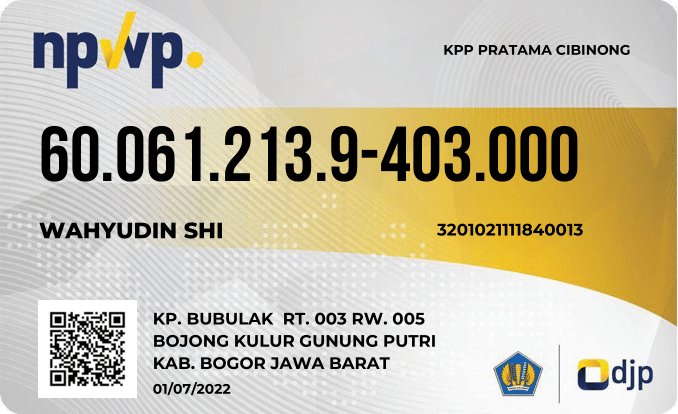 npwp.
KPP PRATAMA CIBINONG
60.061.213.9-403.000
WAHYUDIN SHI
3201021111840013
KP. BUBULAK RT. 003 RW. 005
BOJONG KULUR GUNUNG PUTRI
KAB. BOGOR JAWA BARAT
01/07/2022
djp